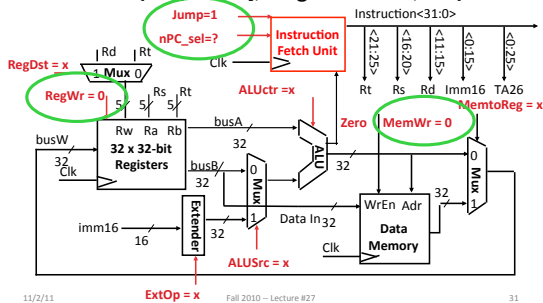 Jump=1
nPC_sel=?
Instruction
Fetch Unit
Clk
Instruction<31:0>
<21:25>
<16:20>
<11:15>
<0:15>
<0:25>
Rt
Rs
Rd
Imm16
TA26
Rd
Rt
RegDst = x
1 Mux 0
RegWr = 0
5
5
5
Rs
Rt
ALUctr =x
Zero
MemWr = 0
MemtoReg = x
busW
32
Clk
Rw Ra Rb
32 x 32-bit
Registers
busA
32
busB
32
ALU
32
0
Mux
1
Data In
32
WrEn Adr
Data
Memory
Clk
32
0
Mux
1
imm16
16
Extender
32
ALUSrc = x
ExtOp = x
11/2/11
Fall 2010 -- Lecture #27
31